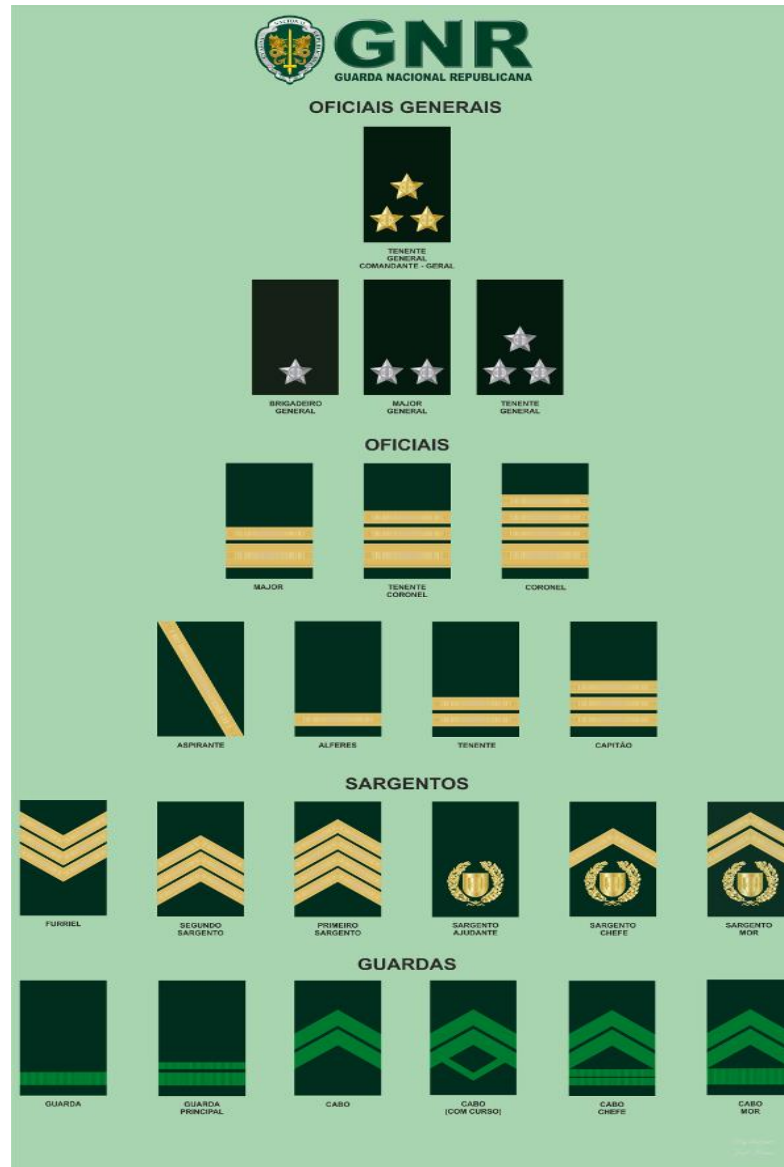 GNR
GUARDA NACIONAL REPUBLICANA
OFICIAIS GENERAIS
TENENTE
GENERAL
COMANDANTE - GERAL
BRIGADEIRO
GENERAL
MAJOR
GENERAL
TENENTE
GENERAL
OFICIAIS
MAJOR
TENENTE
CORONEL
CORONEL
ASPIRANTE
ALFERES
TENENTE
CAPITÃO
SARGENTOS
FURRIEL
SEGUNDO
SARGENTO
PRIMEIRO
SARGENTO
SARGENTO
AJUDANTE
SARGENTO
CHEFE
SARGENTO
MOR
GUARDAS
GUARDA
GUARDA
PRINCIPAL
CABO
CABO
(COM CURSO)
CABO
CHEFE
CABO
MOR